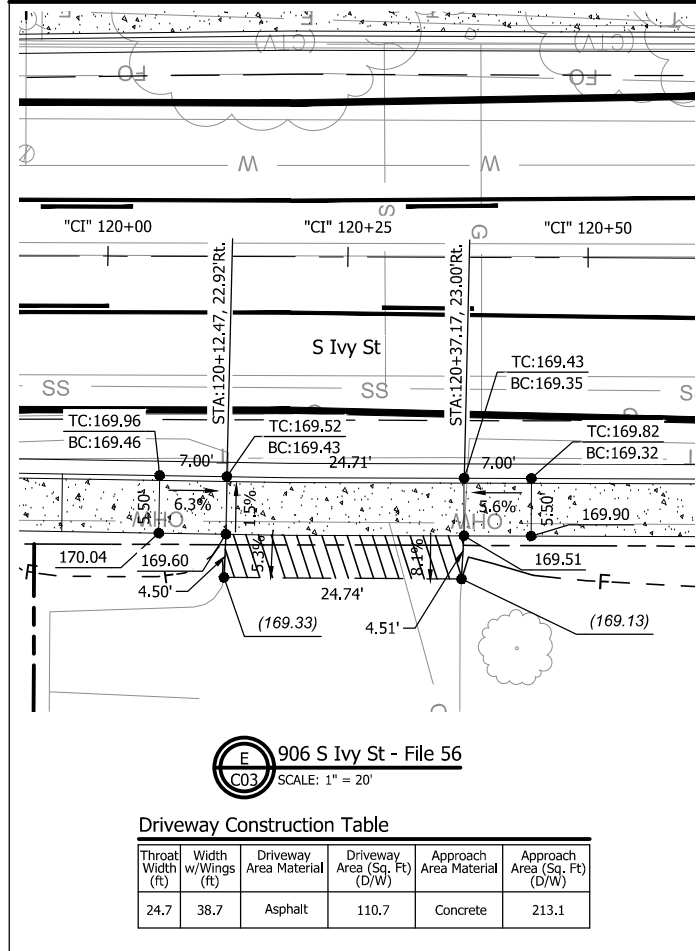 (CTV)
(CTV)
FO
FO
W
W
S
G
"CI" 120+00
"CI" 120+25
"CI" 120+50
STA:120+12.47, 22.92'Rt.
STA:120+37.17, 23.00'Rt.
S Ivy St
SS
SS
TC:169.43
BC:169.35
TC:169.96
BC:169.46
TC:169.52
BC:169.43
TC:169.82
BC:169.32
7.00'
24.71'
7.00'
5.50'
6.3%
1.5%
5.6%
5.50'
OHW
OHW
170.04
169.60
5.3%
8.1%
169.51
169.90
F
F
4.50'
24.74'
4.51'
(169.33)
(169.13)
E
C03
906 S Ivy St - File 56
SCALE: 1" = 20'
Driveway Construction Table
Throat Width (ft)
Width w/Wings (ft)
Driveway Area Material
Driveway Area (Sq. Ft) (D/W)
Approach Area Material
Approach Area (Sq. Ft) (D/W)
24.7 38.7 Asphalt 110.7 Concrete 213.1